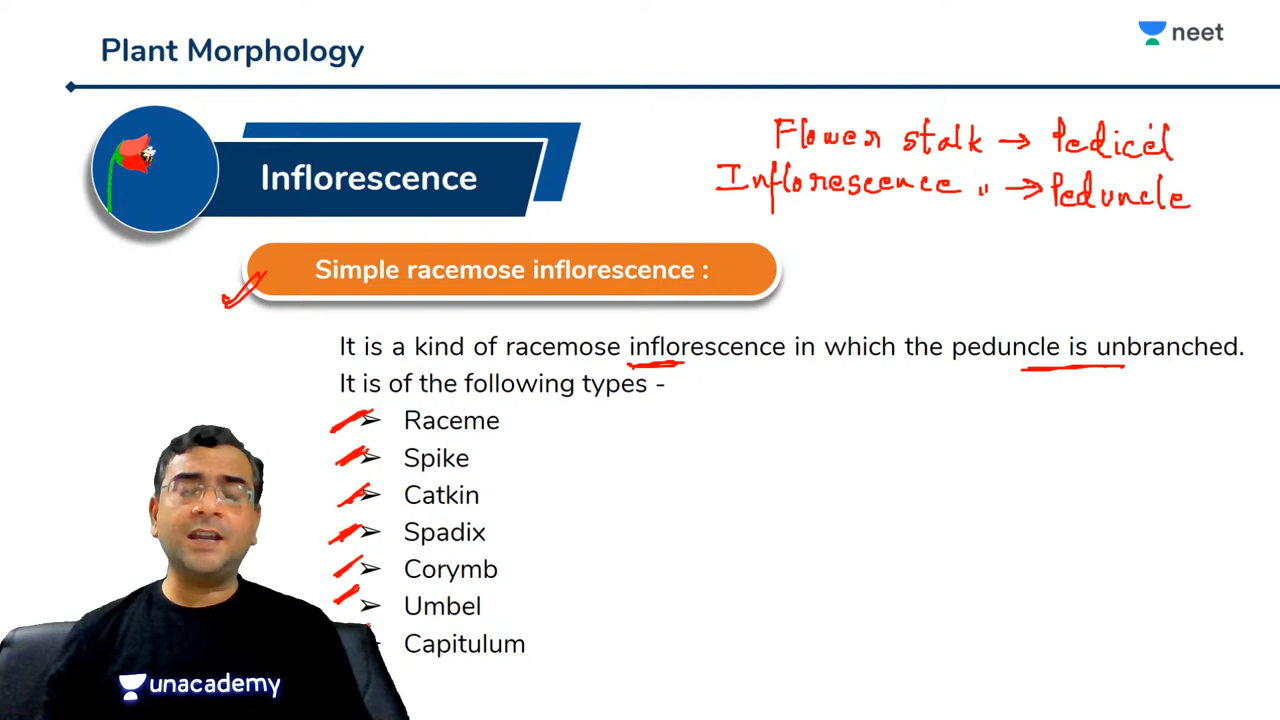 Plant Morphology
neet
Flower stalk → Pedicel
Inflorescence
Inflorescence " → Peduncle
Simple racemose inflorescence :
It is a kind of racemose inflorescence in which the peduncle is unbranched.
It is of the following types -
➢ Raceme
➢ Spike
➢ Catkin
➢ Spadix
➢ Corymb
➢ Umbel
➢ Capitulum
unacademy